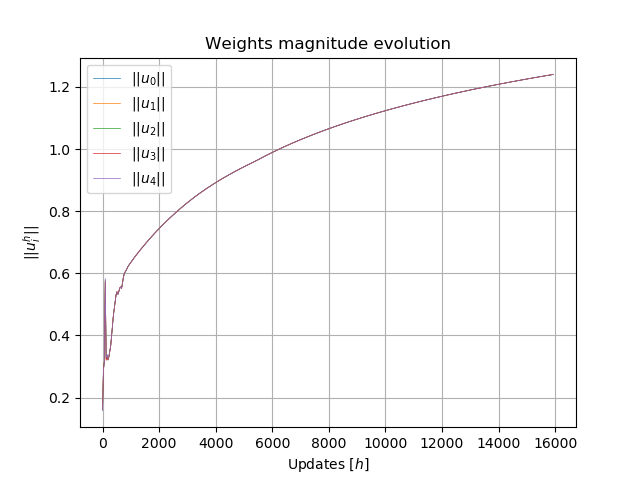 Weights magnitude evolution
||u_0||
||u_1||
||u_2||
||u_3||
||u_4||
||u_i^h||
1.2
1.0
0.8
0.6
0.4
0.2
0 2000 4000 6000 8000 10000 12000 14000 16000
Updates [h]